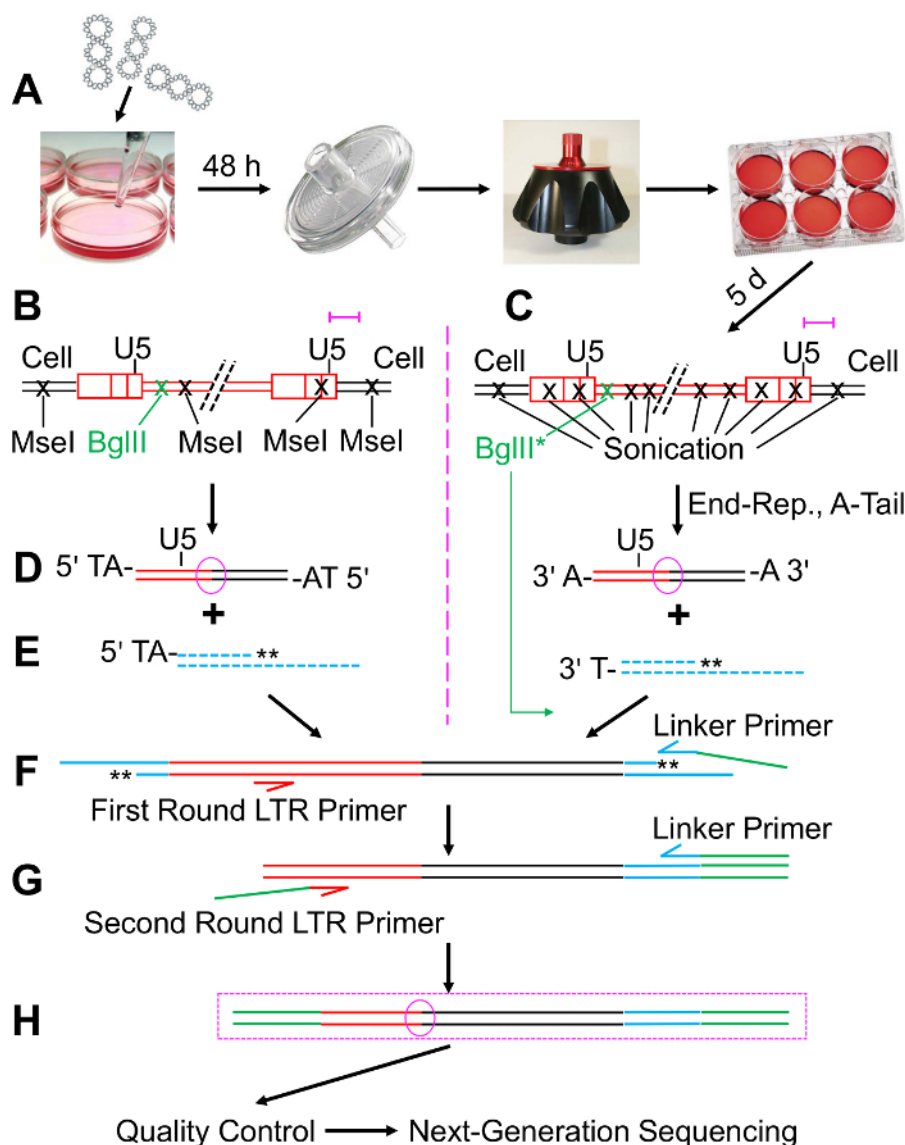 A
48 h
5 d
B
Cell
U5
U5
Cell
MseI
BglII
MseI
MseI
MseI
C
Cell
U5
U5
Cell
BglII*
Sonication
End-Rep., A-Tail
D
5' TA-
U5
-AT 5'
3' A-
U5
-A 3'
+
+
E
5' TA-
**
3' T-
**
Linker Primer
F
**
**
First Round LTR Primer
Linker Primer
G
Second Round LTR Primer
H
Quality Control
Next-Generation Sequencing